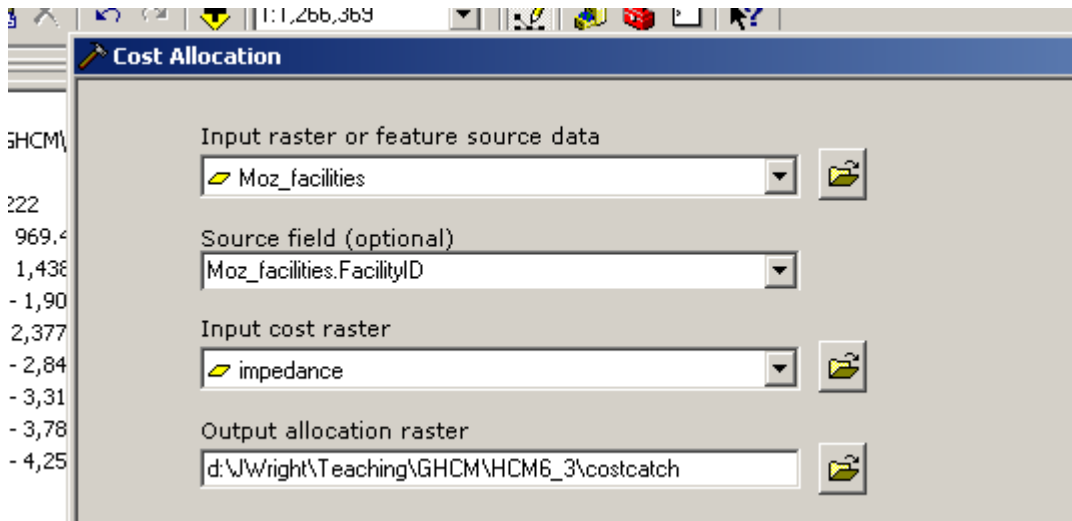 1:1,266,369
Cost Allocation
GHCM\
Input raster or feature source data
Moz_facilities
222
969.4
Source field (optional)
1,438
Moz_facilities.FacilityID
- 1,90
2,377
Input cost raster
- 2,84
impedance
- 3,31
- 3,78
Output allocation raster
- 4,25
d:\JWright\Teaching\GHCM\HCM6_3\costcatch